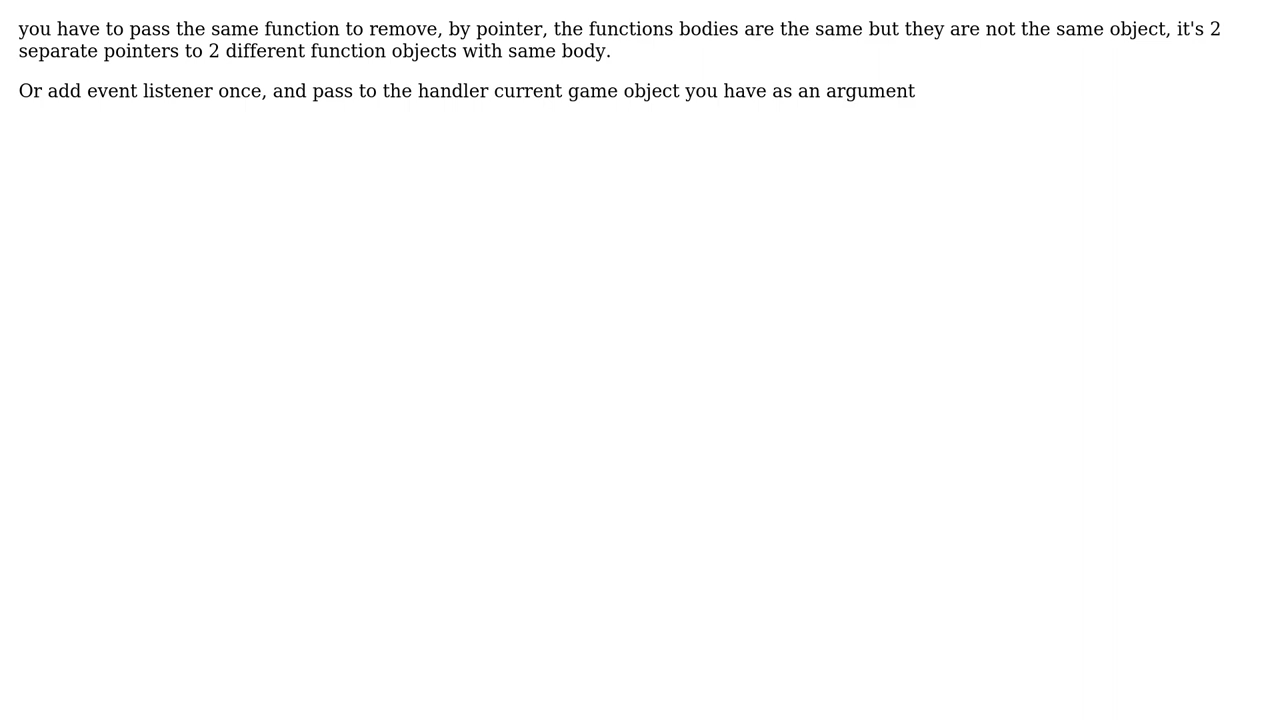 you have to pass the same function to remove, by pointer, the functions bodies are the same but they are not the same object, it's 2
separate pointers to 2 different function objects with same body.
Or add event listener once, and pass to the handler current game object you have as an argument